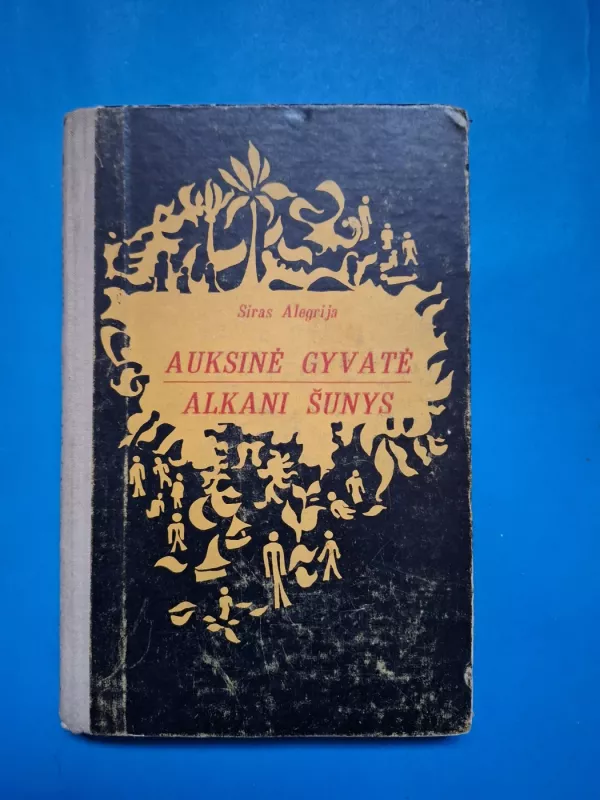 Siras Alegrija
AUKSINĖ GYVATĖ
ALKANI ŠUNYS